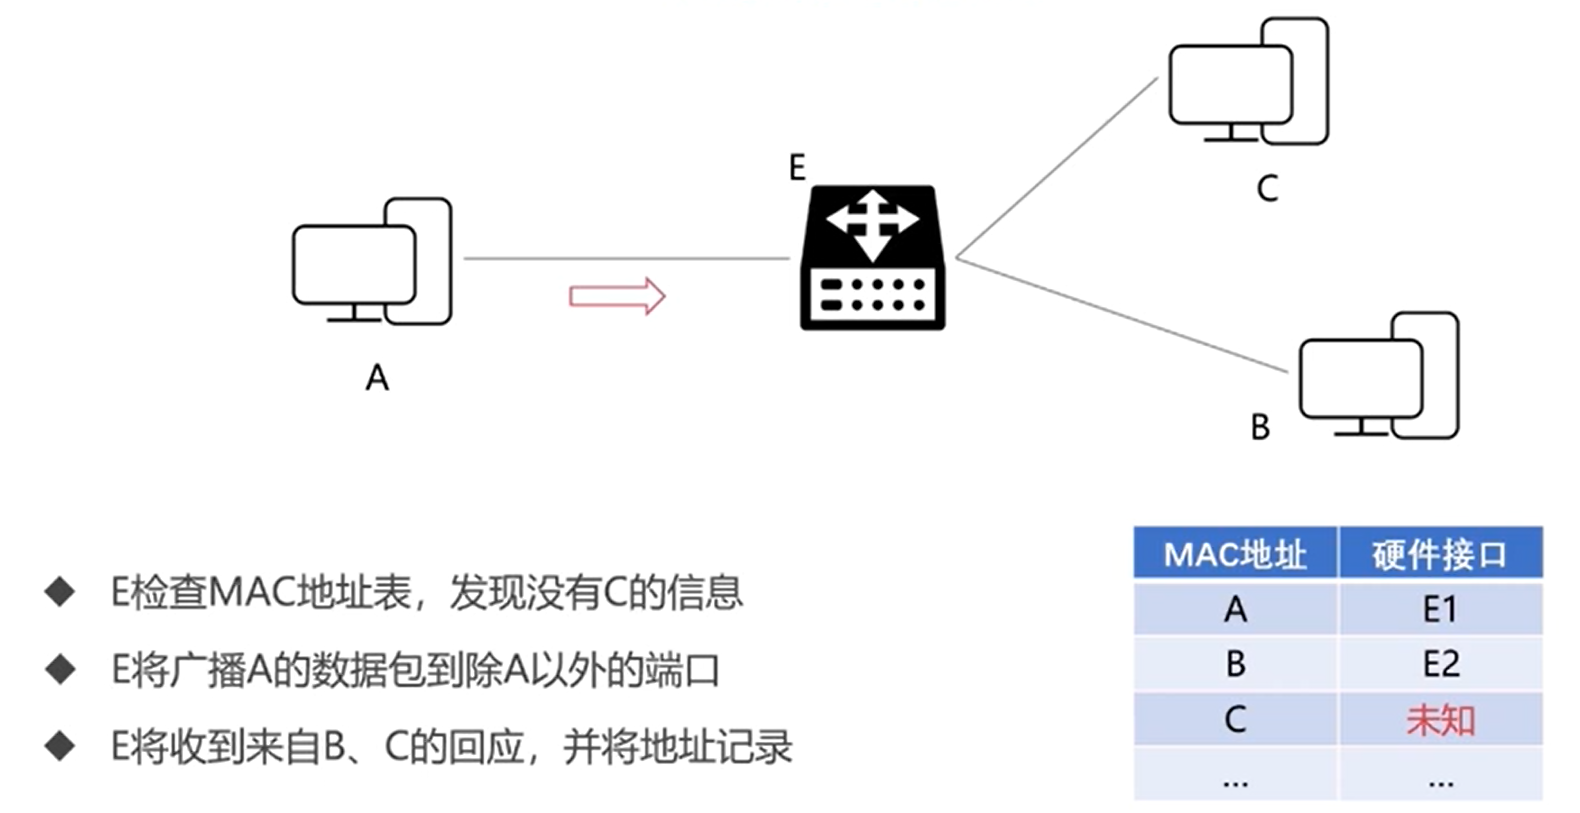 C
E
A
B
E检查MAC地址表，发现没有C的信息
E将广播A的数据包到除A以外的端口
E将收到来自B、C的回应，并将地址记录
MAC地址 硬件接口
A E1
B E2
C 未知
... ...